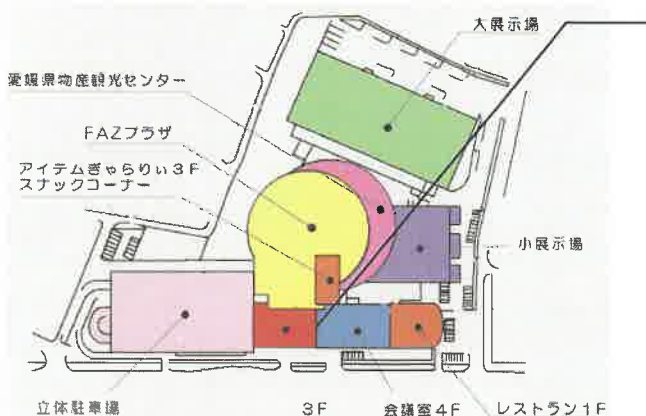 大展示場
愛媛県物産観光センター
FAZプラザ
アイテムぎゃらりぃ3F
スナックコーナー
小展示場
立体駐車場
3F
会議室4F
レストラン1F